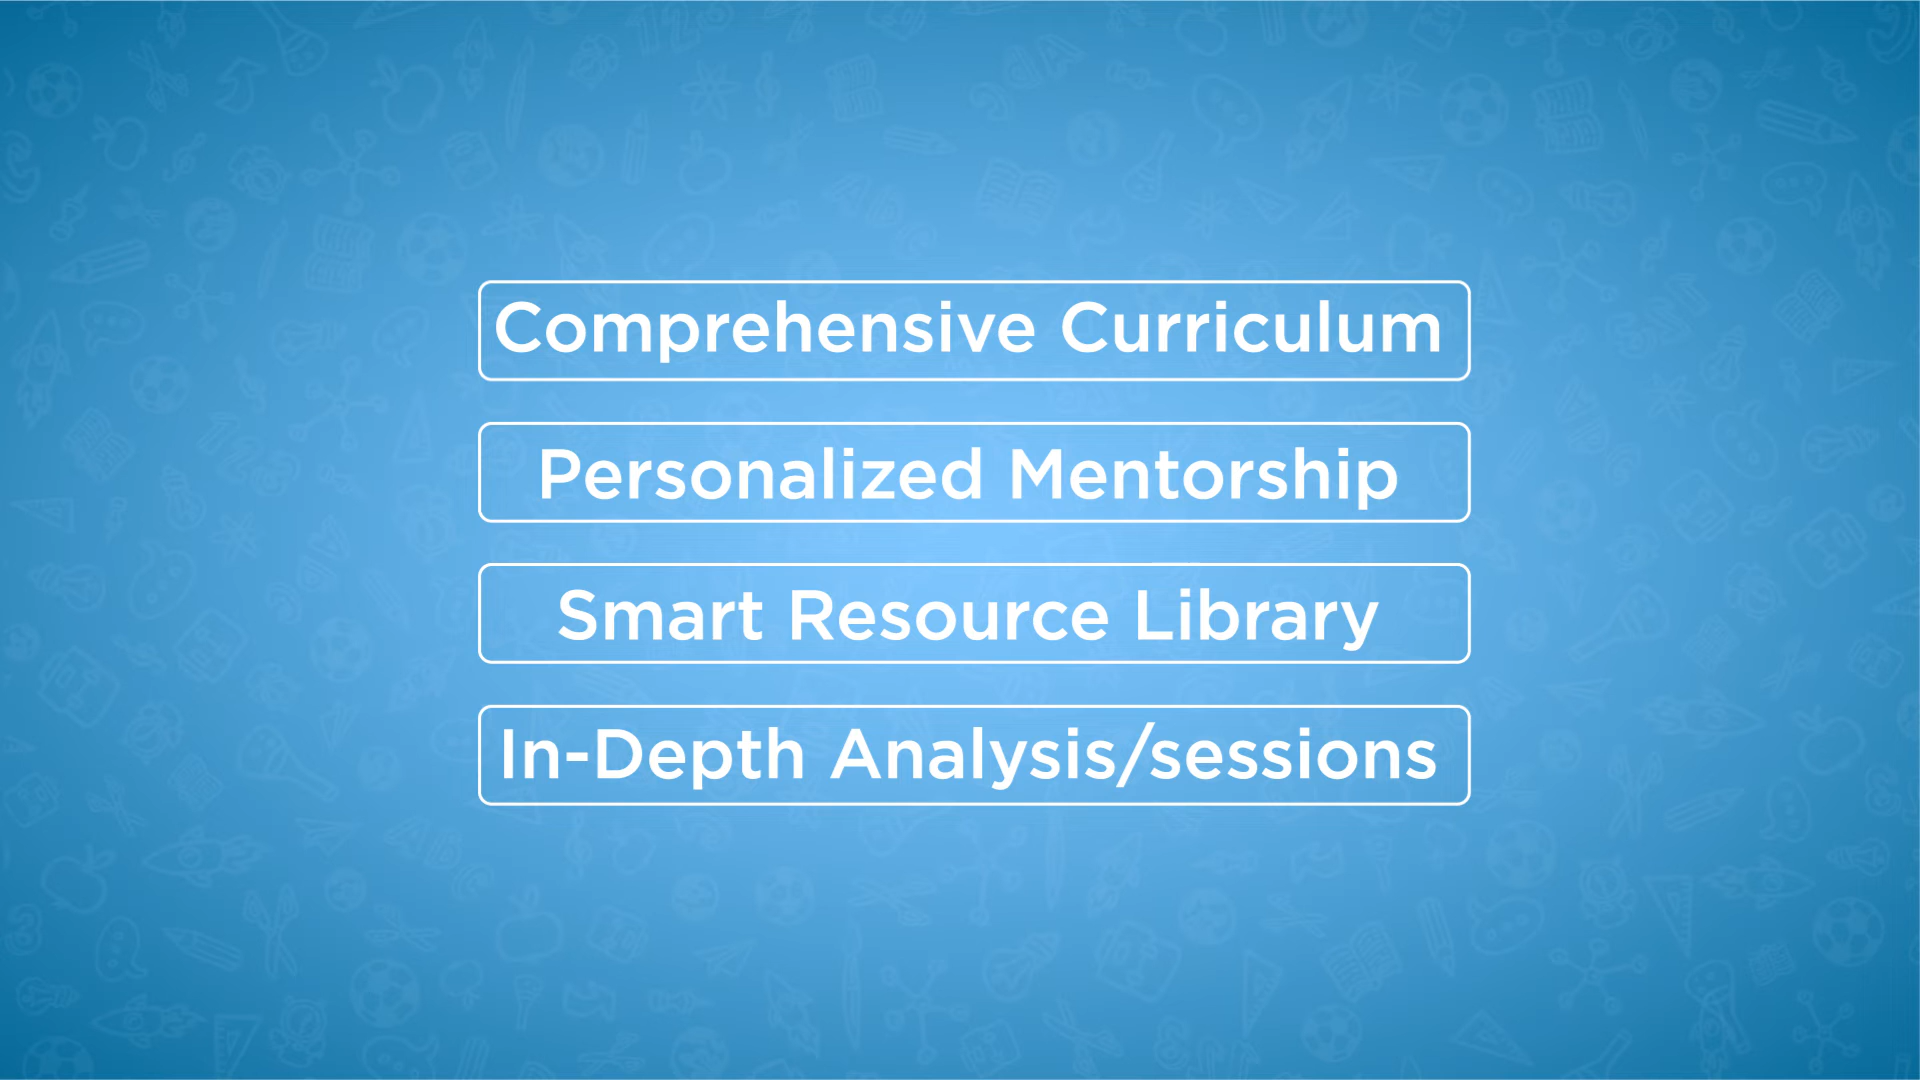 Comprehensive Curriculum
Personalized Mentorship
Smart Resource Library
In-Depth Analysis/sessions